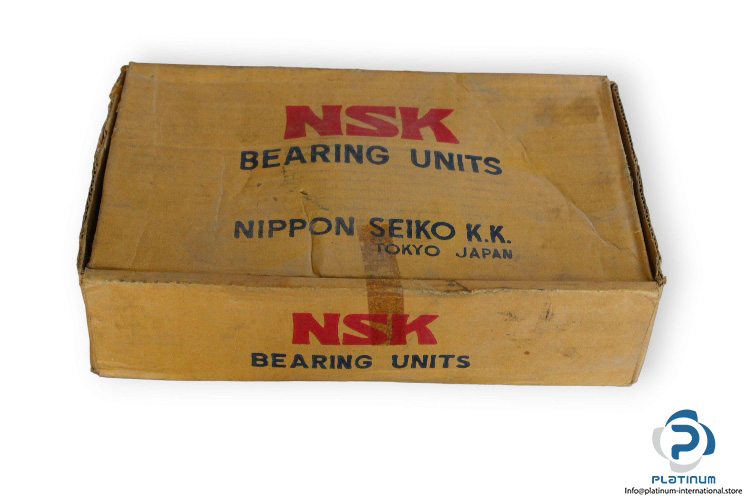 NSK
BEARING UNITS
NIPPON SEIKO K.K.
TOKYO JAPAN
NSK
BEARING UNITS
PLATINUM
Info@platinum-international.store